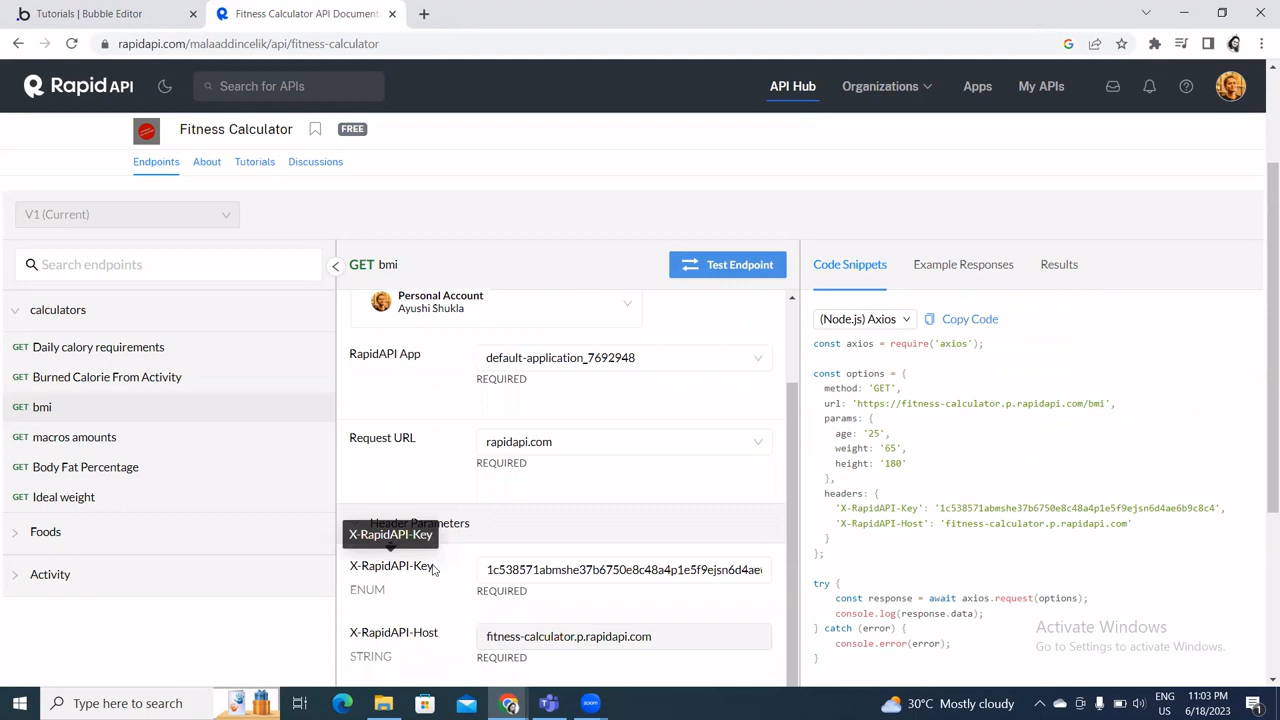 Tutorials | Bubble Editor
Fitness Calculator API Document
rapidapi.com/malaaddincelik/api/fitness-calculator
Rapid API
Search for APIs
API Hub
Organizations
Apps
My APIs
Fitness Calculator
FREE
Endpoints
About
Tutorials
Discussions
V1 (Current)
Search endpoints
calculators
GET Daily calory requirements
GET Burned Calorie From Activity
GET bmi
GET macros amounts
GET Body Fat Percentage
GET Ideal weight
Foods
Activity
GET bmi
Test Endpoint
Personal Account
Ayushi Shukla
RapidAPI App
default-application_7692948
REQUIRED
Request URL
rapidapi.com
REQUIRED
Header Parameters
X-RapidAPI-Key
X-RapidAPI-Key
1c538571abmshe37b6750e8c48a4p1e5f9ejsn6d4ae
ENUM
REQUIRED
X-RapidAPI-Host
fitness-calculator.p.rapidapi.com
STRING
REQUIRED
Code Snippets
Example Responses
Results
(Node.js) Axios
Copy Code
const axios = require('axios');
const options = {
method: 'GET',
url: 'https://fitness-calculator.p.rapidapi.com/bmi',
params: {
age: '25',
weight: '65',
height: '180'
},
headers: {
'X-RapidAPI-Key': '1c538571abmshe37b6750e8c48a4p1e5f9ejsn6d4ae6b9c8c4',
'X-RapidAPI-Host': 'fitness-calculator.p.rapidapi.com'
}
};
try {
const response = await axios.request(options);
console.log(response.data);
} catch (error) {
console.error(error);
}
Activate Windows
Go to Settings to activate Windows.
Type here to search
zoom
30°C Mostly cloudy
ENG
US
11:03 PM
6/18/2023
1